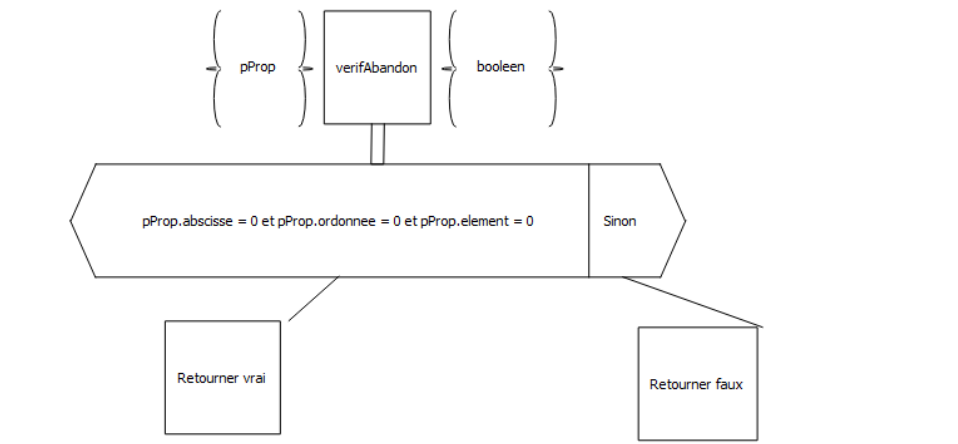 pProp
verifAbandon
booleen
pProp.abscisse = 0 et pProp.ordonnee = 0 et pProp.element = 0
Sinon
Retourner vrai
Retourner faux